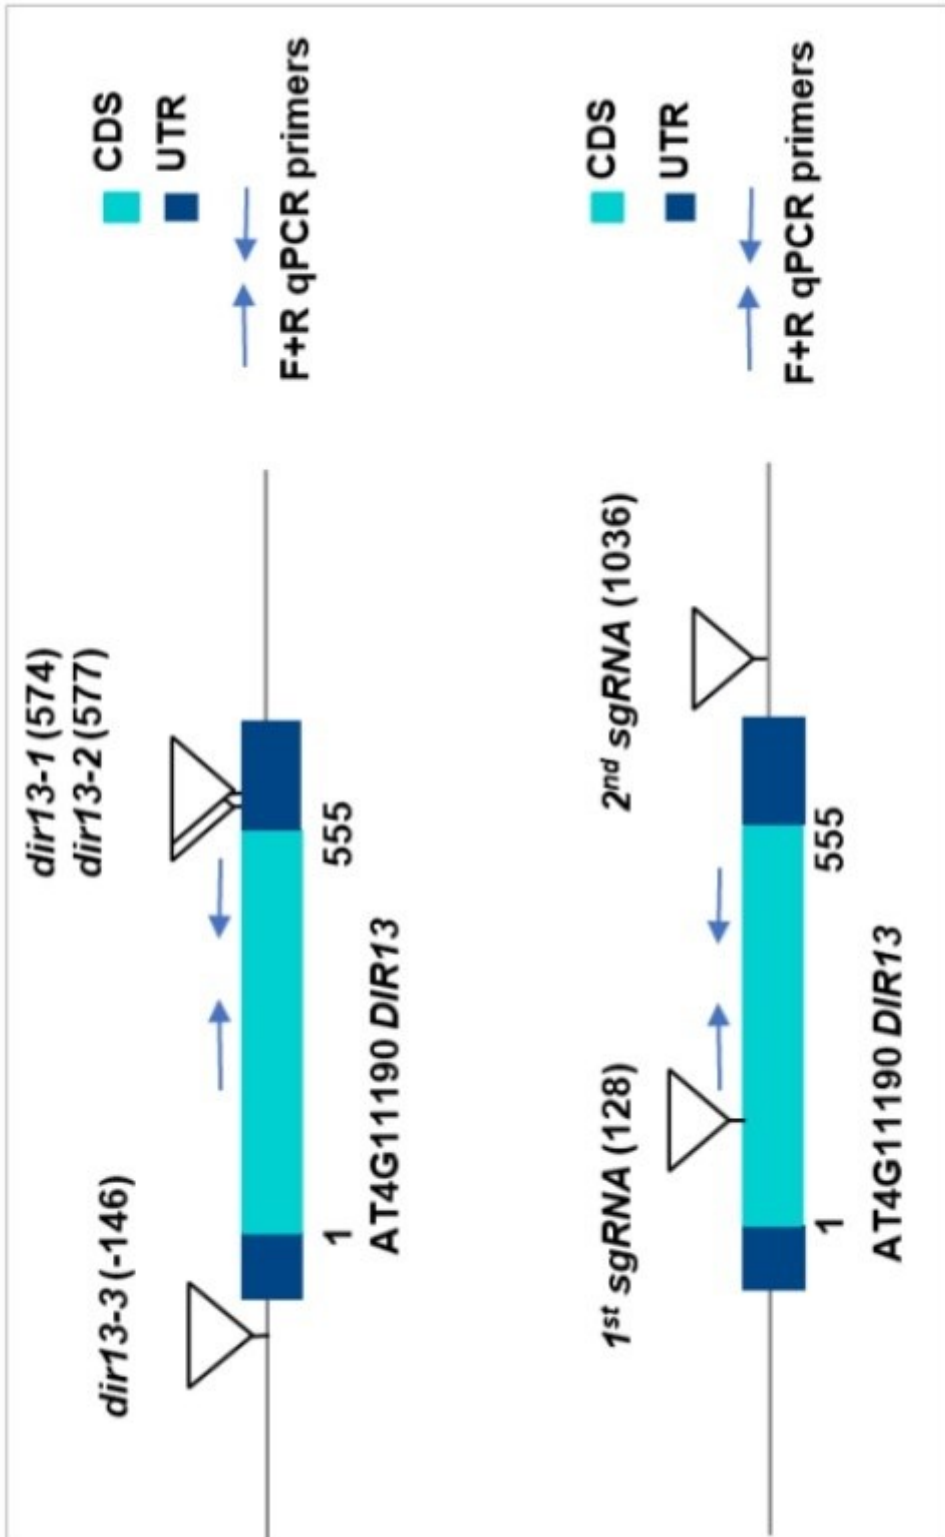 dir13-3 (-146)
dir13-1 (574)
dir13-2 (577)
CDS
UTR
F+R qPCR primers
1
555
AT4G11190 DIR13
1st sgRNA (128)
2nd sgRNA (1036)
CDS
UTR
F+R qPCR primers
1
555
AT4G11190 DIR13